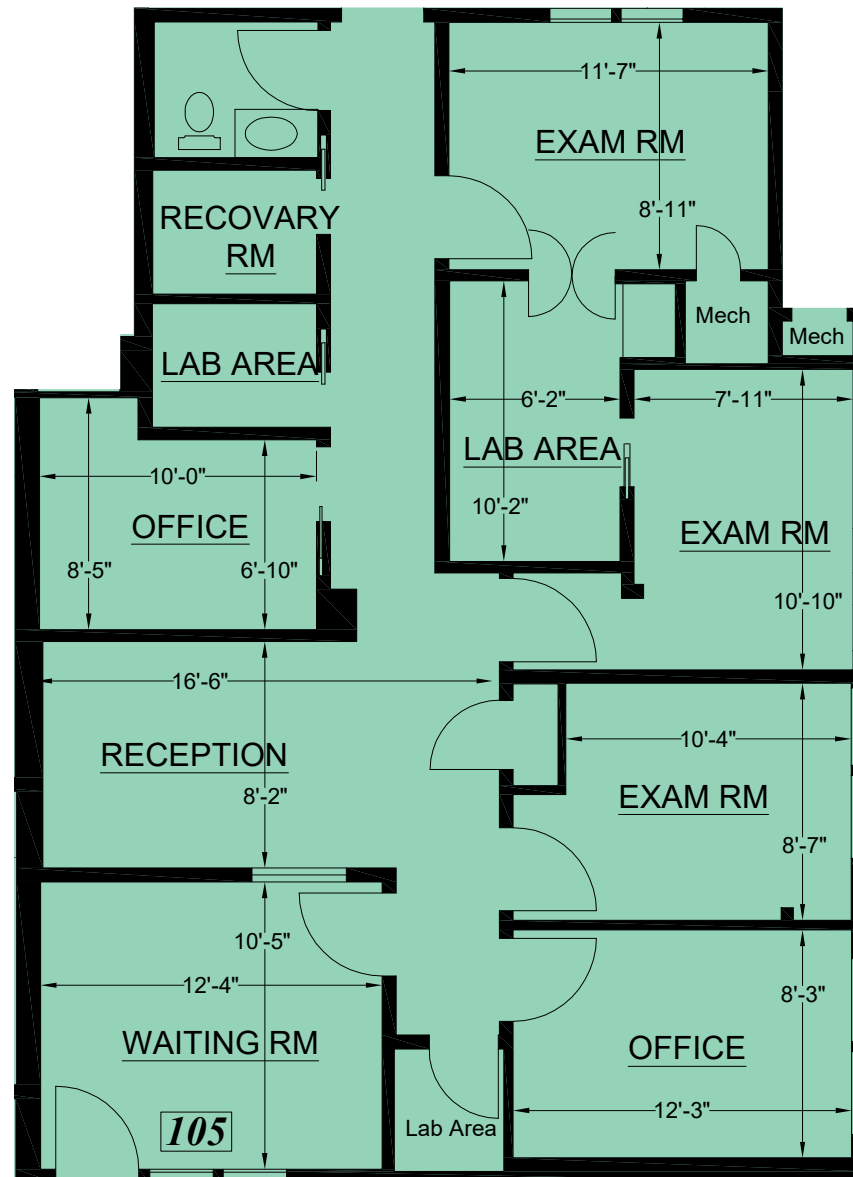 11'-7"
EXAM RM
8'-11"
RECOVARY
RM
Mech
Mech
LAB AREA
6'-2"
7'-11"
LAB AREA
10'-0"
10'-2"
OFFICE
EXAM RM
8'-5"
6'-10"
10'-10"
16'-6"
RECEPTION
8'-2"
10'-4"
EXAM RM
8'-7"
10'-5"
12'-4"
8'-3"
WAITING RM
OFFICE
12'-3"
105
Lab Area